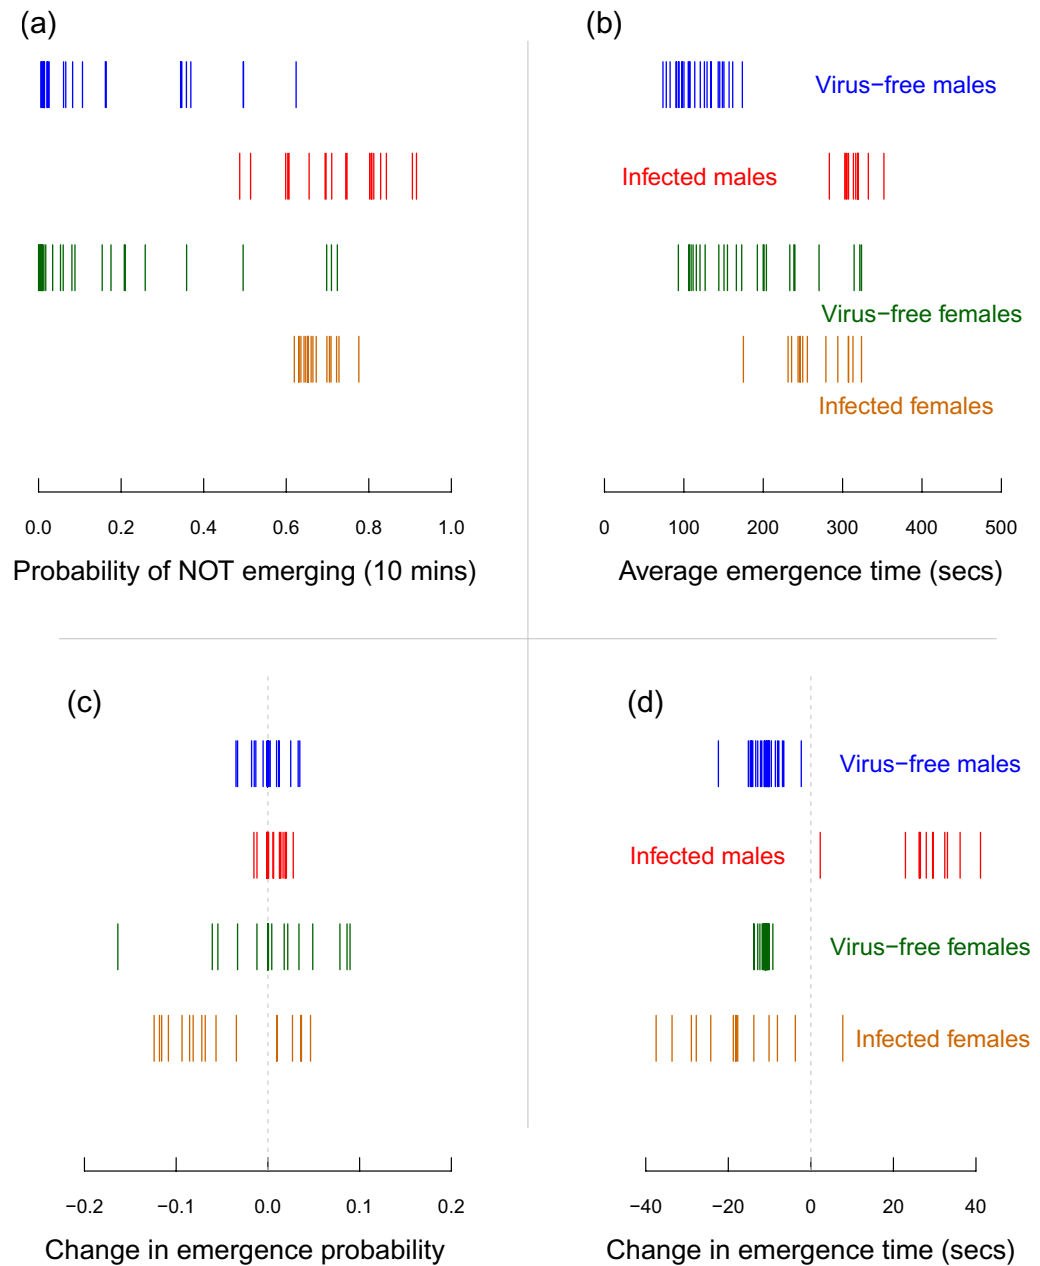 (a)
(b)
Virus−free males
Infected males
Virus−free females
Infected females
0.0 0.2 0.4 0.6 0.8 1.0
Probability of NOT emerging (10 mins)
0 100 200 300 400 500
Average emergence time (secs)
(c)
(d)
Virus−free males
Infected males
Virus−free females
Infected females
−0.2 −0.1 0.0 0.1 0.2
Change in emergence probability
−40 −20 0 20 40
Change in emergence time (secs)